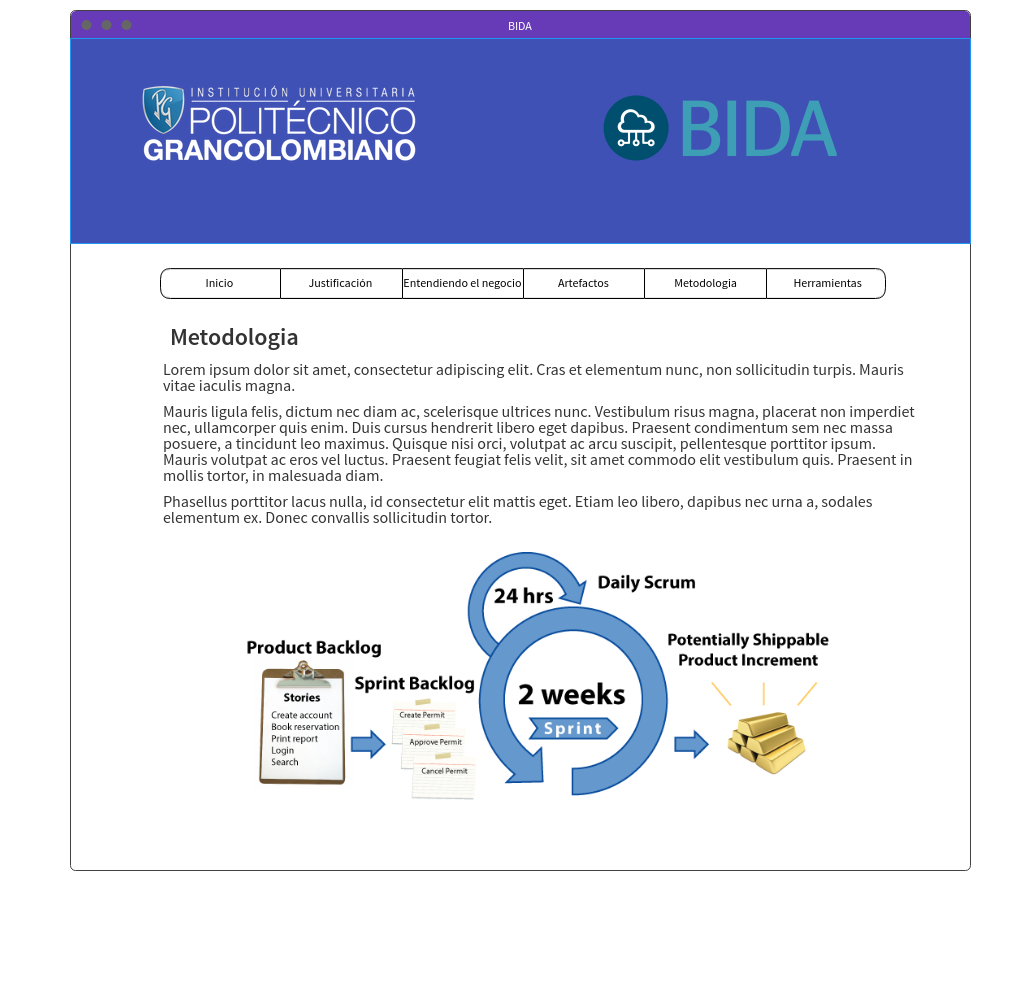 BIDA
INSTITUCIÓN UNIVERSITARIA
POLITÉCNICO
GRANCOLOMBIANO
BIDA
Inicio
Justificación
Entendiendo el negocio
Artefactos
Metodologia
Herramientas
Metodologia
Lorem ipsum dolor sit amet, consectetur adipiscing elit. Cras et elementum nunc, non sollicitudin turpis. Mauris
vitae iaculis magna.
Mauris ligula felis, dictum nec diam ac, scelerisque ultrices nunc. Vestibulum risus magna, placerat non imperdiet
nec, ullamcorper quis enim. Duis cursus hendrerit libero eget dapibus. Praesent condimentum sem nec massa
posuere, a tincidunt leo maximus. Quisque nisi orci, volutpat ac arcu suscipit, pellentesque porttitor ipsum.
Mauris volutpat ac eros vel luctus. Praesent feugiat felis velit, sit amet commodo elit vestibulum quis. Praesent in
mollis tortor, in malesuada diam.
Phasellus porttitor lacus nulla, id consectetur elit mattis eget. Etiam leo libero, dapibus nec urna a, sodales
elementum ex. Donec convallis sollicitudin tortor.
24 hrs
Daily Scrum
Product Backlog
Stories
Create account
Book reservation
Print report
Login
Search
Sprint Backlog
Create Permit
Approve Permit
Cancel Permit
2 weeks
Sprint
Potentially Shippable
Product Increment